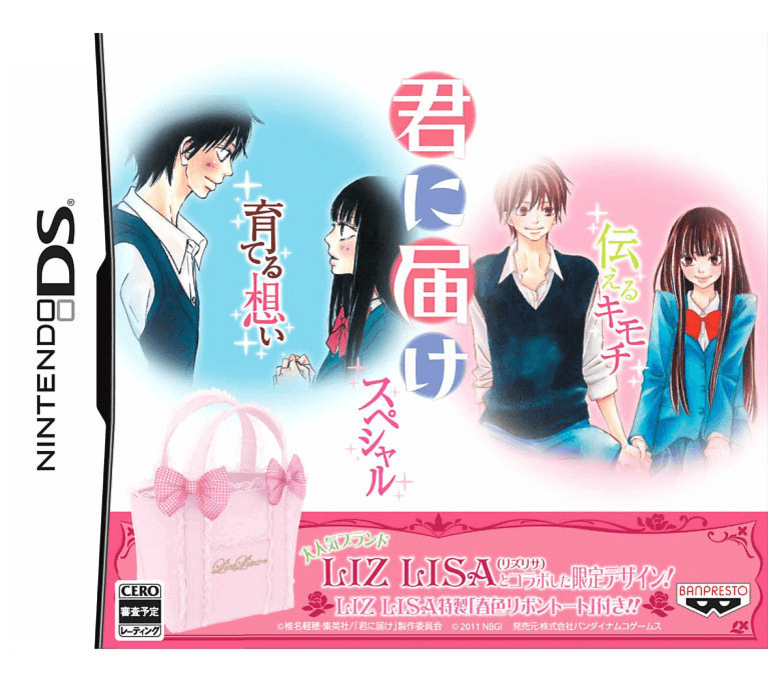 NINTENDODS®
君に届け
スペシャル
育てる想い
伝える
キモチ
Liz Lisa
大人気ブランド
LIZ LISA(リズリサ)とコラボした限定デザイン!
LIZ LISA特製「春色リボントート」付き!!
©椎名軽穂・集英社/「君に届け」製作委員会 © 2011 NBGI 発売元:株式会社バンダイナムコゲームス
CERO
審査予定
レーティング
BANPRESTO